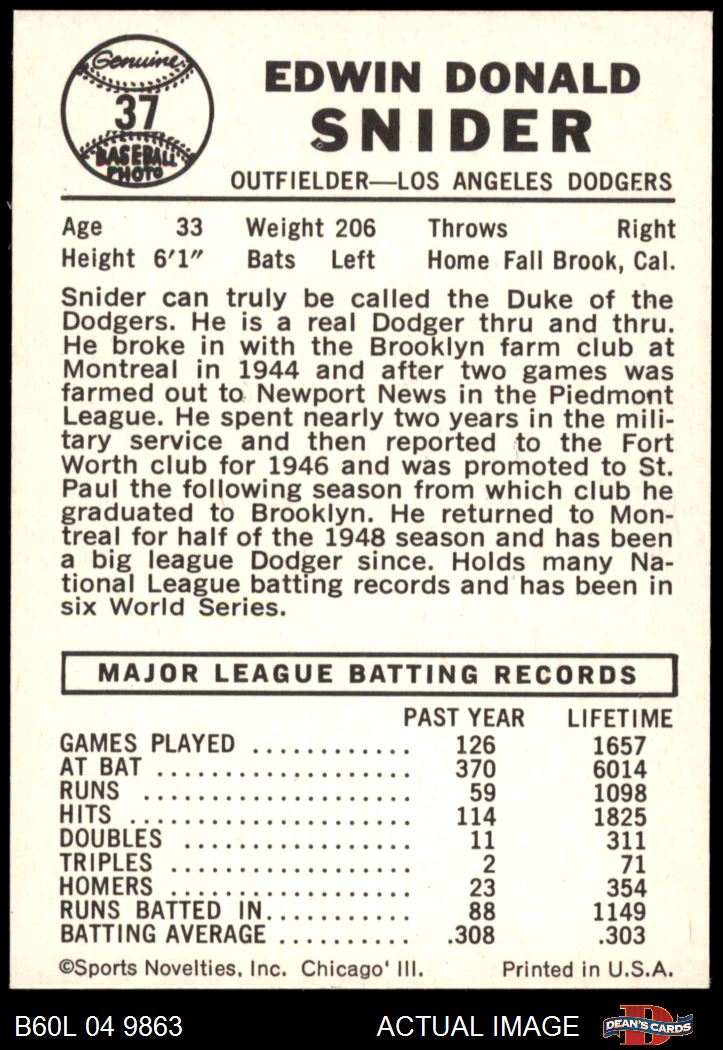 Genuine
37
BASEBALL
PHOTO
EDWIN DONALD
SNIDER
OUTFIELDER—LOS ANGELES DODGERS
Age 33 Weight 206 Throws Right
Height 6'1" Bats Left Home Fall Brook, Cal.
Snider can truly be called the Duke of the
Dodgers. He is a real Dodger thru and thru.
He broke in with the Brooklyn farm club at
Montreal in 1944 and after two games was
farmed out to Newport News in the Piedmont
League. He spent nearly two years in the mili-
tary service and then reported to the Fort
Worth club for 1946 and was promoted to St.
Paul the following season from which club he
graduated to Brooklyn. He returned to Mon-
treal for half of the 1948 season and has been
a big league Dodger since. Holds many Na-
tional League batting records and has been in
six World Series.
MAJOR LEAGUE BATTING RECORDS
PAST YEAR LIFETIME
GAMES PLAYED ............ 126 1657
AT BAT ................... 370 6014
RUNS .................... 59 1098
HITS ..................... 114 1825
DOUBLES ................. 11 311
TRIPLES .................. 2 71
HOMERS .................. 23 354
RUNS BATTED IN........... 88 1149
BATTING AVERAGE .......... .308 .303
©Sports Novelties, Inc. Chicago' Ill. Printed in U.S.A.
B60L 04 9863 ACTUAL IMAGE D DEAN'S CARDS